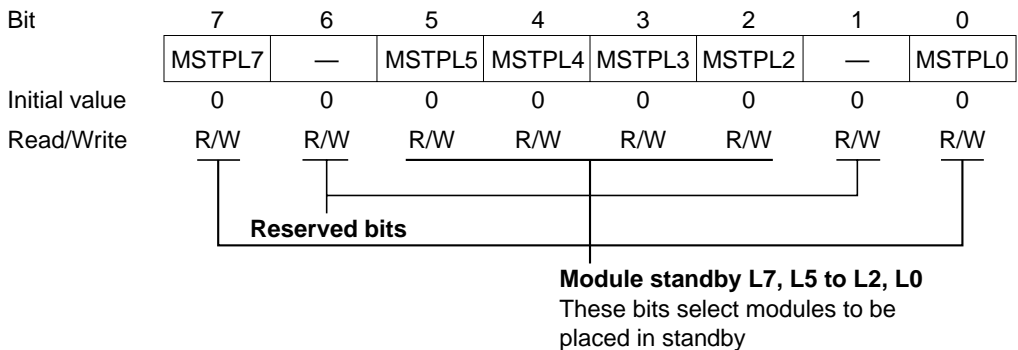 Bit 7 6 5 4 3 2 1 0
MSTPL7 — MSTPL5 MSTPL4 MSTPL3 MSTPL2 — MSTPL0
Initial value 0 0 0 0 0 0 0 0
Read/Write R/W R/W R/W R/W R/W R/W R/W R/W
Reserved bits
Module standby L7, L5 to L2, L0
These bits select modules to be
placed in standby